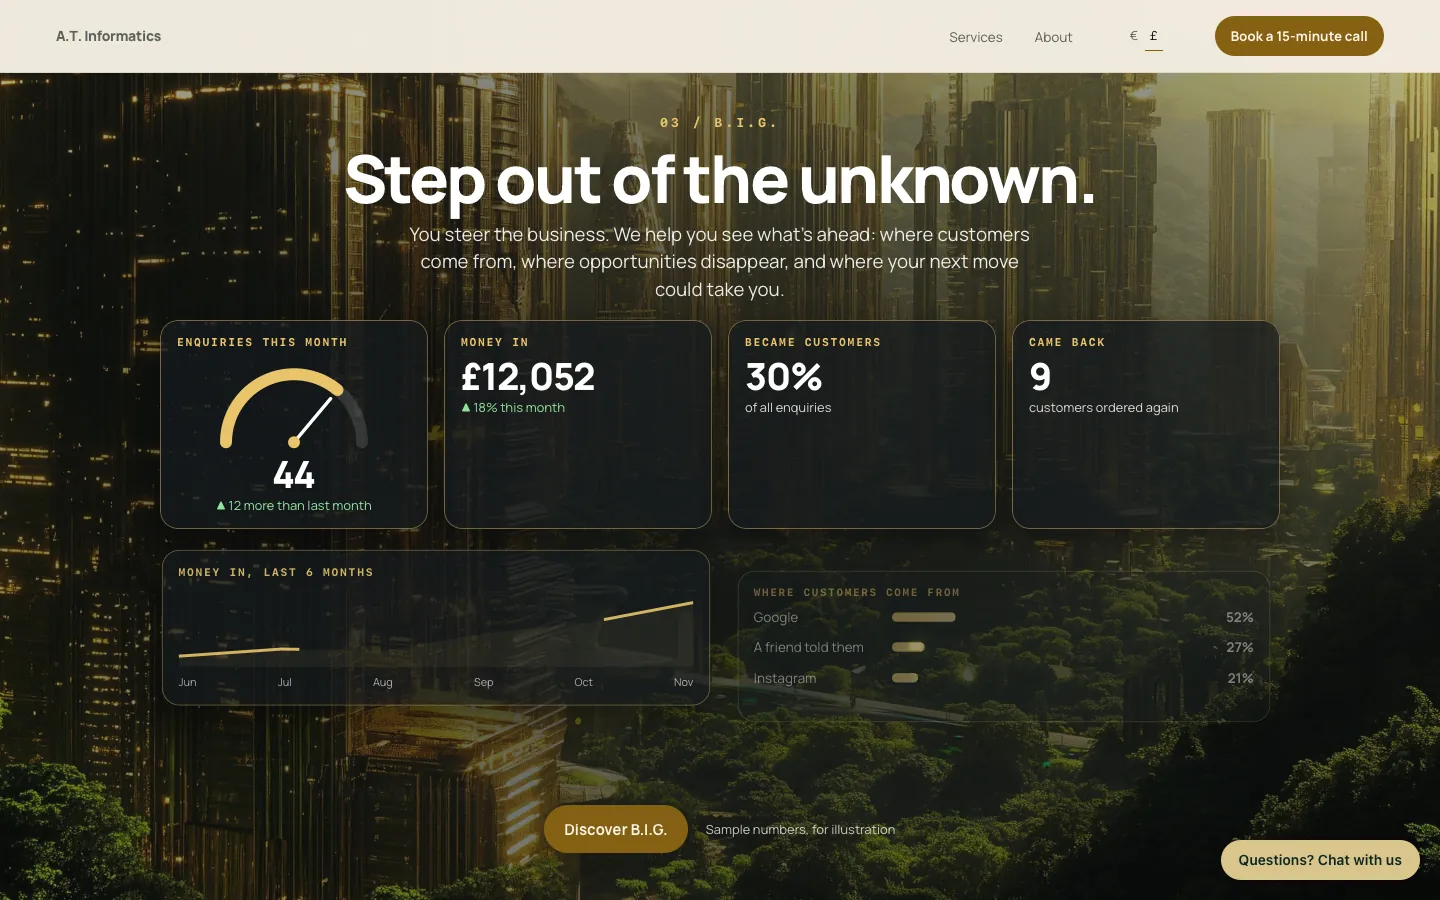 A.T. Informatics
Services
About
€
£
Book a 15-minute call
03 / B.I.G.
Step out of the unknown.
You steer the business. We help you see what's ahead: where customers
come from, where opportunities disappear, and where your next move
could take you.
ENQUIRIES THIS MONTH
44
▲ 12 more than last month
MONEY IN
£12,052
▲ 18% this month
BECAME CUSTOMERS
30%
of all enquiries
CAME BACK
9
customers ordered again
MONEY IN, LAST 6 MONTHS
Jun Jul Aug Sep Oct Nov
WHERE CUSTOMERS COME FROM
Google 52%
A friend told them 27%
Instagram 21%
Discover B.I.G.
Sample numbers, for illustration
Questions? Chat with us